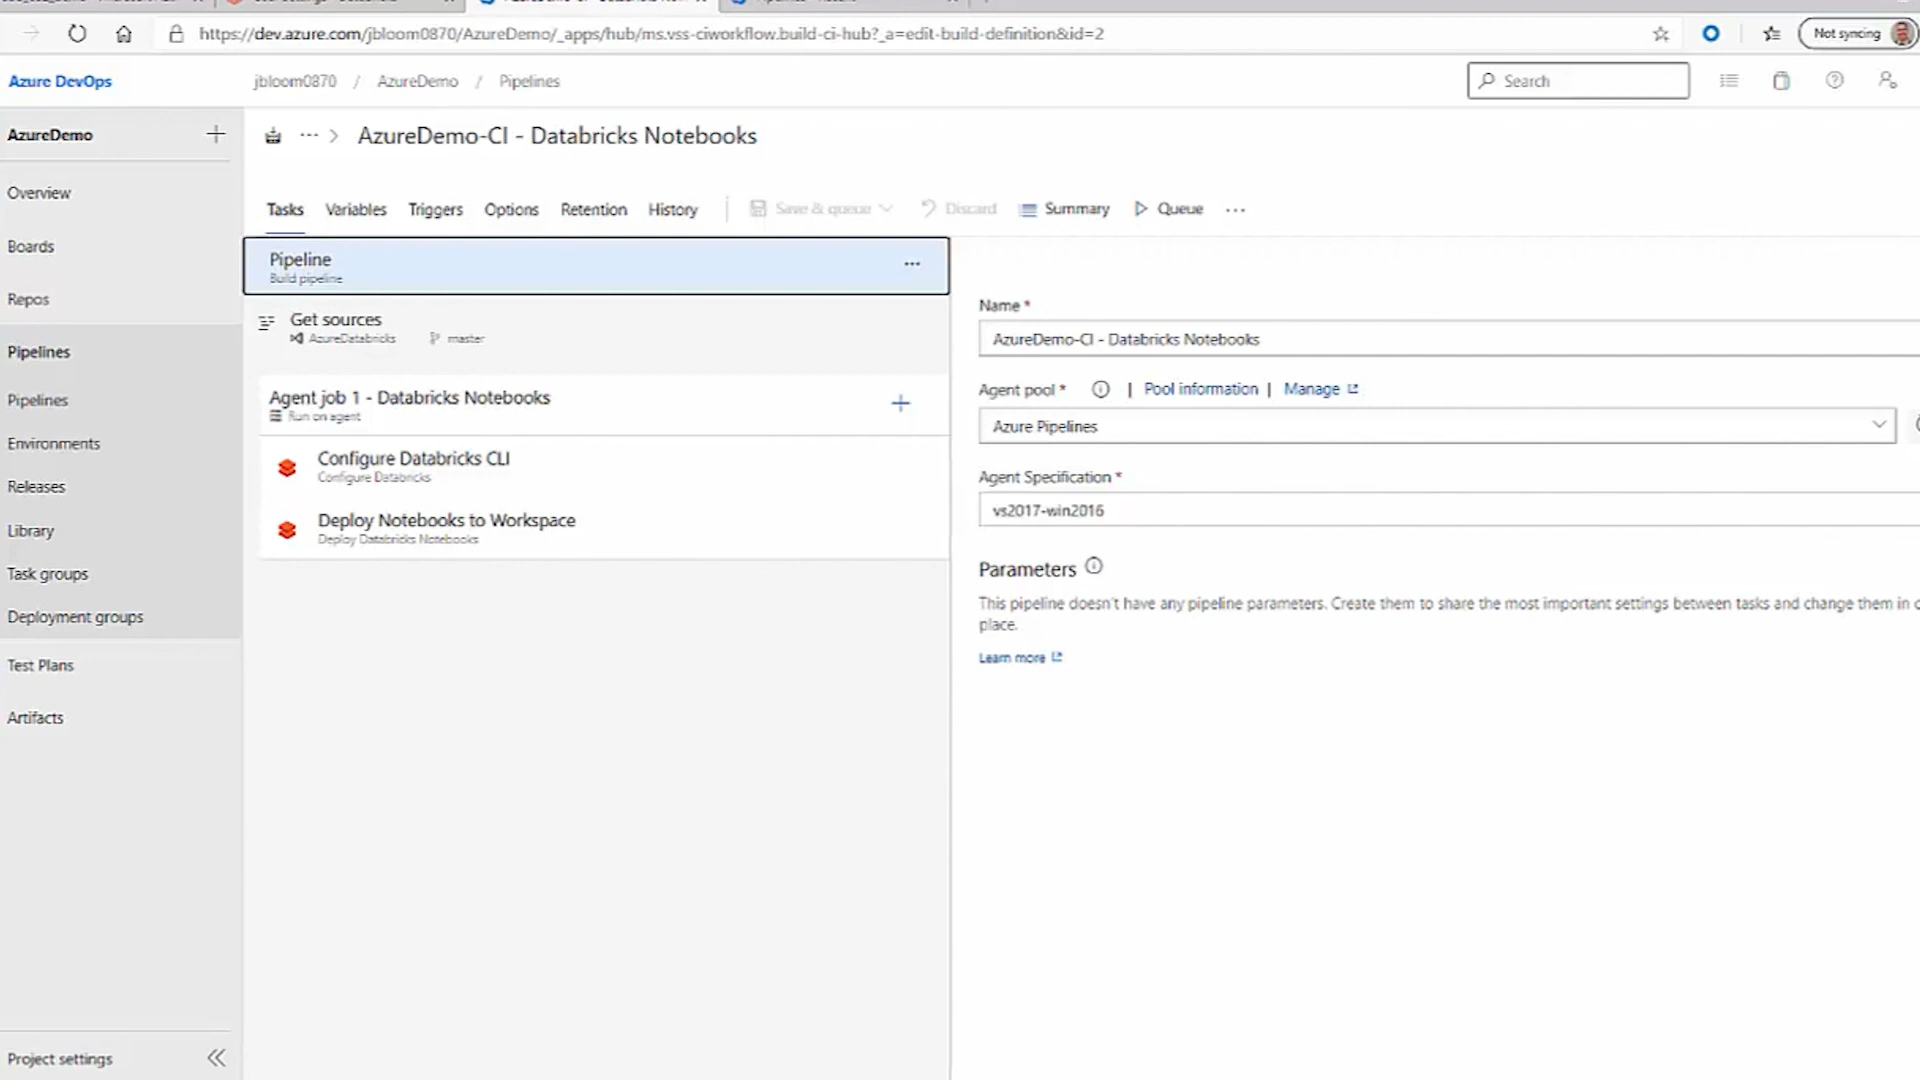 https://dev.azure.com/jbloom0870/AzureDemo/_apps/hub/ms.vss-ciworkflow.build-ci-hub?_a=edit-build-definition&id=2
Not syncing
Azure DevOps
jbloom0870 / AzureDemo / Pipelines
Search
AzureDemo
AzureDemo-CI - Databricks Notebooks
Overview
Boards
Repos
Pipelines
Pipelines
Environments
Releases
Library
Task groups
Deployment groups
Test Plans
Artifacts
Project settings
Tasks Variables Triggers Options Retention History Save & queue Discard Summary Queue
Pipeline
Build pipeline
Get sources
AzureDatabricks master
Agent job 1 - Databricks Notebooks
Run on agent
Configure Databricks CLI
Configure Databricks
Deploy Notebooks to Workspace
Deploy Databricks Notebooks
Name *
AzureDemo-CI - Databricks Notebooks
Agent pool * | Pool information | Manage
Azure Pipelines
Agent Specification *
vs2017-win2016
Parameters
This pipeline doesn't have any pipeline parameters. Create them to share the most important settings between tasks and change them in
place.
Learn more